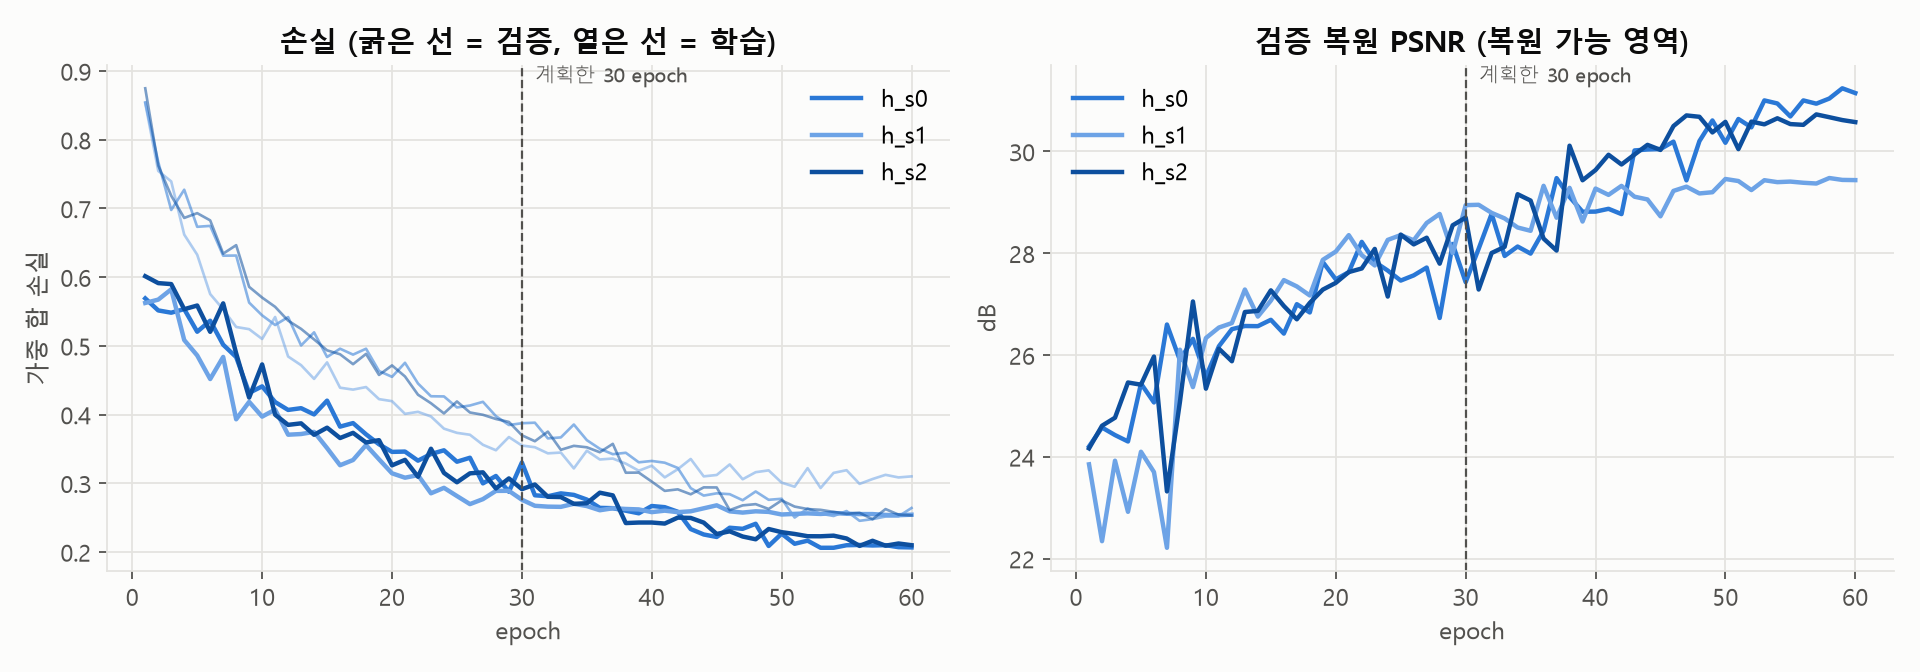 손실 (굵은 선 = 검증, 옅은 선 = 학습)
계획한 30 epoch
h_s0
h_s1
h_s2
가중 합 손실
0.9
0.8
0.7
0.6
0.5
0.4
0.3
0.2
0 10 20 30 40 50 60
epoch
검증 복원 PSNR (복원 가능 영역)
계획한 30 epoch
h_s0
h_s1
h_s2
dB
30
28
26
24
22
0 10 20 30 40 50 60
epoch